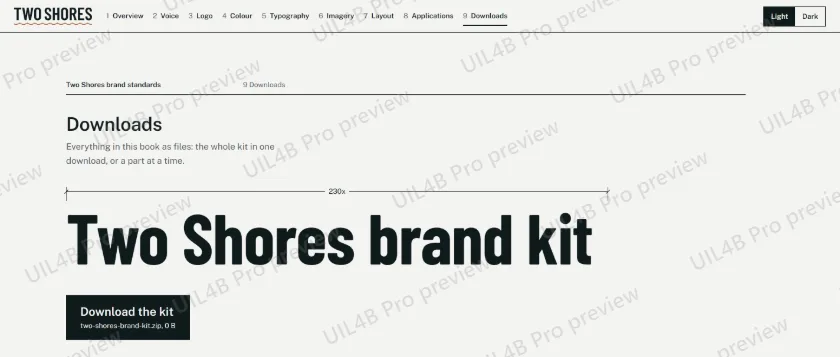 TWO SHORES
1 Overview 2 Voice 3 Logo 4 Colour 5 Typography 6 Imagery 7 Layout 8 Applications 9 Downloads
Light Dark
Two Shores brand standards 9 Downloads
Downloads
Everything in this book as files: the whole kit in one
download, or a part at a time.
230x
Two Shores brand kit
Download the kit
two-shores-brand-kit.zip, 0 B
UIL4B Pro preview